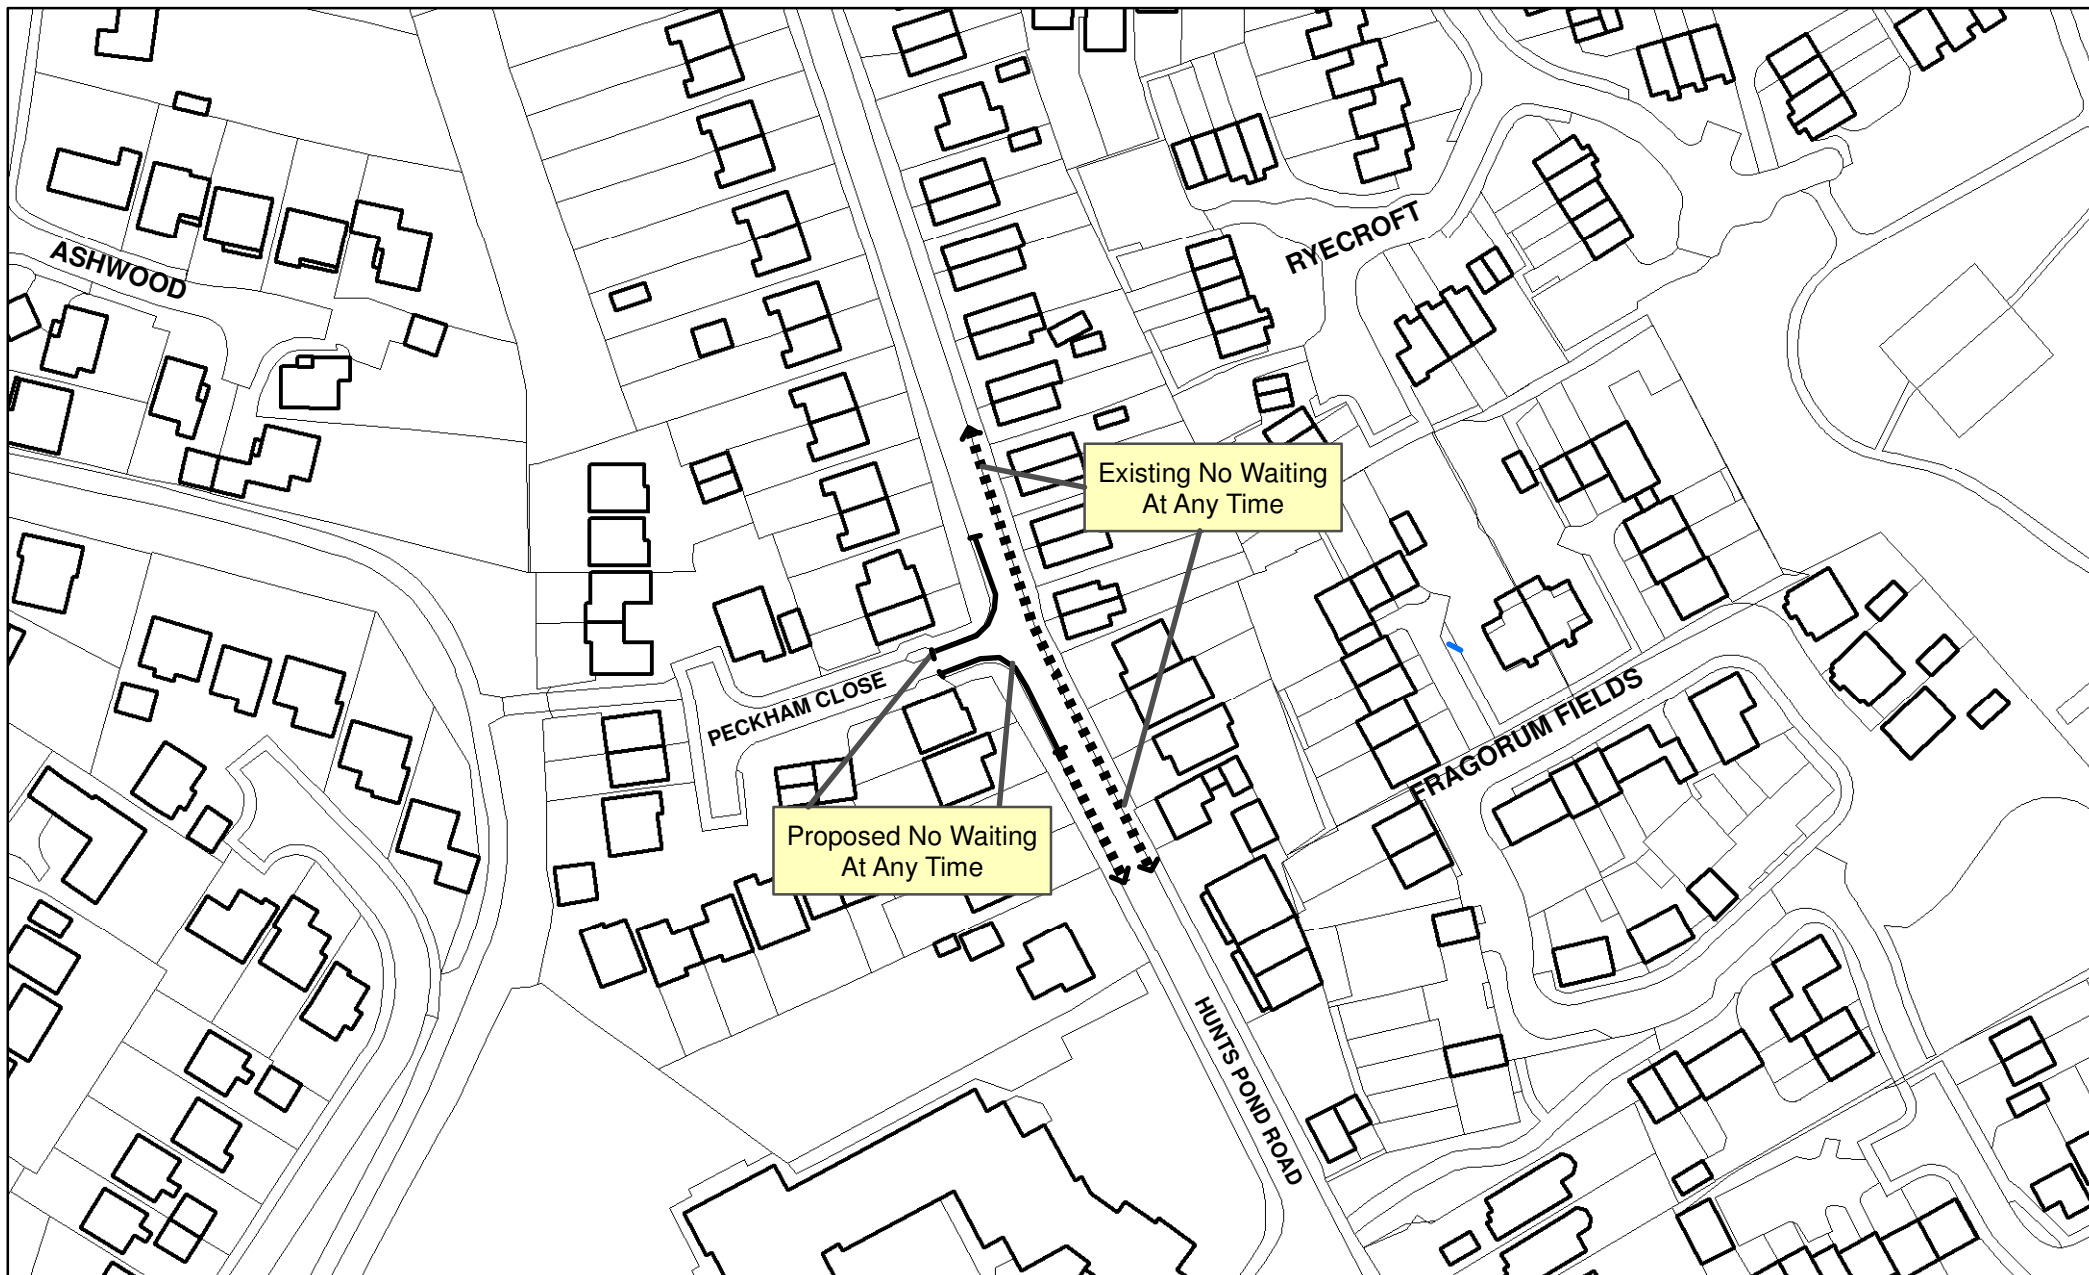 RYECROFT
ASHWOOD
Existing No Waiting
At Any Time
PECKHAM CLOSE
FRAGORUM FIELDS
Proposed No Waiting
At Any Time
HUNTS POND ROAD